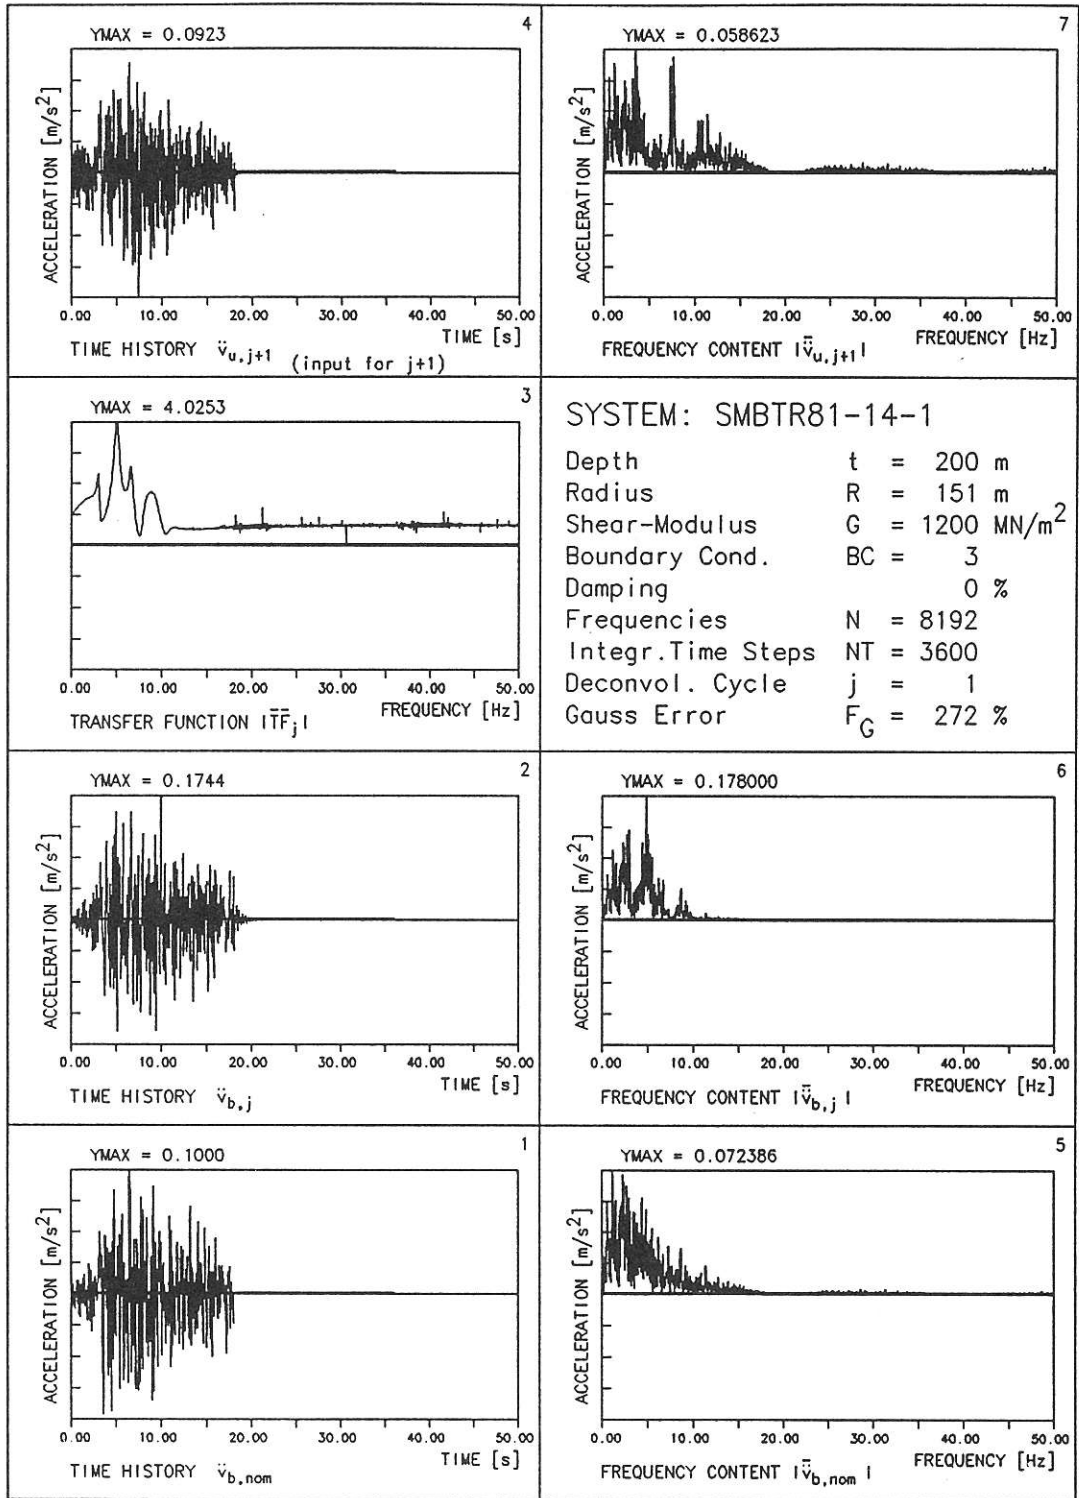 4
YMAX = 0.0923
ACCELERATION [m/s²]
0.00 10.00 20.00 30.00 40.00 50.00
TIME [s]
TIME HISTORY v̈u,j+1 (input for j+1)
7
YMAX = 0.058623
ACCELERATION [m/s²]
0.00 10.00 20.00 30.00 40.00 50.00
FREQUENCY [Hz]
FREQUENCY CONTENT |v̄̈u,j+1|
3
YMAX = 4.0253
0.00 10.00 20.00 30.00 40.00 50.00
FREQUENCY [Hz]
TRANSFER FUNCTION |T̄F̄j|
SYSTEM: SMBTR81-14-1
Depth t = 200 m
Radius R = 151 m
Shear-Modulus G = 1200 MN/m²
Boundary Cond. BC = 3
Damping 0 %
Frequencies N = 8192
Integr.Time Steps NT = 3600
Deconvol. Cycle j = 1
Gauss Error FG = 272 %
2
YMAX = 0.1744
ACCELERATION [m/s²]
0.00 10.00 20.00 30.00 40.00 50.00
TIME [s]
TIME HISTORY v̈b,j
6
YMAX = 0.178000
ACCELERATION [m/s²]
0.00 10.00 20.00 30.00 40.00 50.00
FREQUENCY [Hz]
FREQUENCY CONTENT |v̄̈b,j|
1
YMAX = 0.1000
ACCELERATION [m/s²]
0.00 10.00 20.00 30.00 40.00 50.00
TIME [s]
TIME HISTORY v̈b,nom
5
YMAX = 0.072386
ACCELERATION [m/s²]
0.00 10.00 20.00 30.00 40.00 50.00
FREQUENCY [Hz]
FREQUENCY CONTENT |v̄̈b,nom|